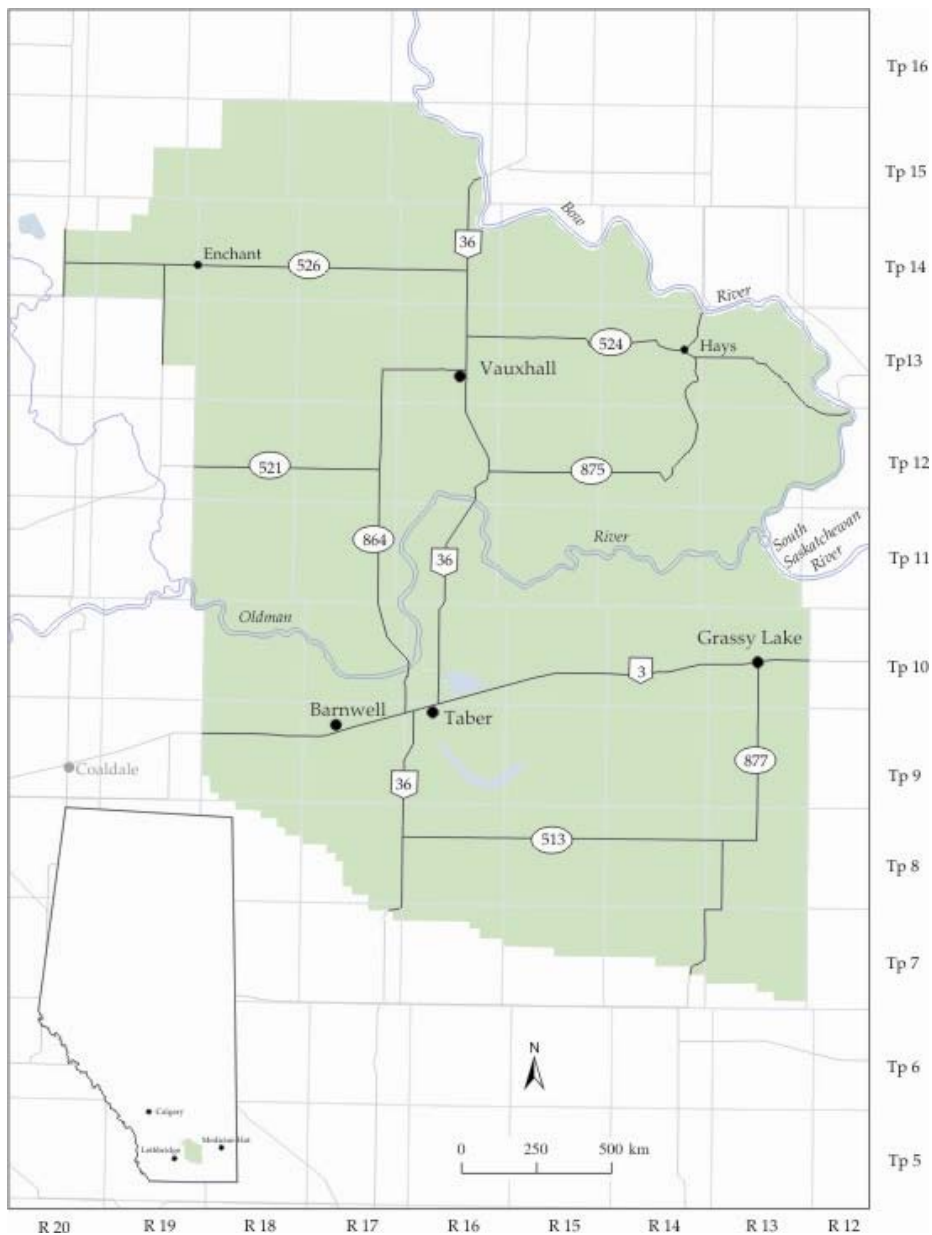 Tp 16
Tp 15
Bow
36
Enchant
526
Tp 14
River
524
Hays
Tp13
Vauxhall
521
875
Tp 12
864
River
South
Saskatchewan
River
36
Tp 11
Oldman
Grassy Lake
3
Tp 10
Barnwell
Taber
Coaldale
877
36
Tp 9
513
Tp 8
Tp 7
N
Tp 6
Calgary
Medicine Hat
Lethbridge
0 250 500 km
Tp 5
R 20 R 19 R 18 R 17 R 16 R 15 R 14 R 13 R 12